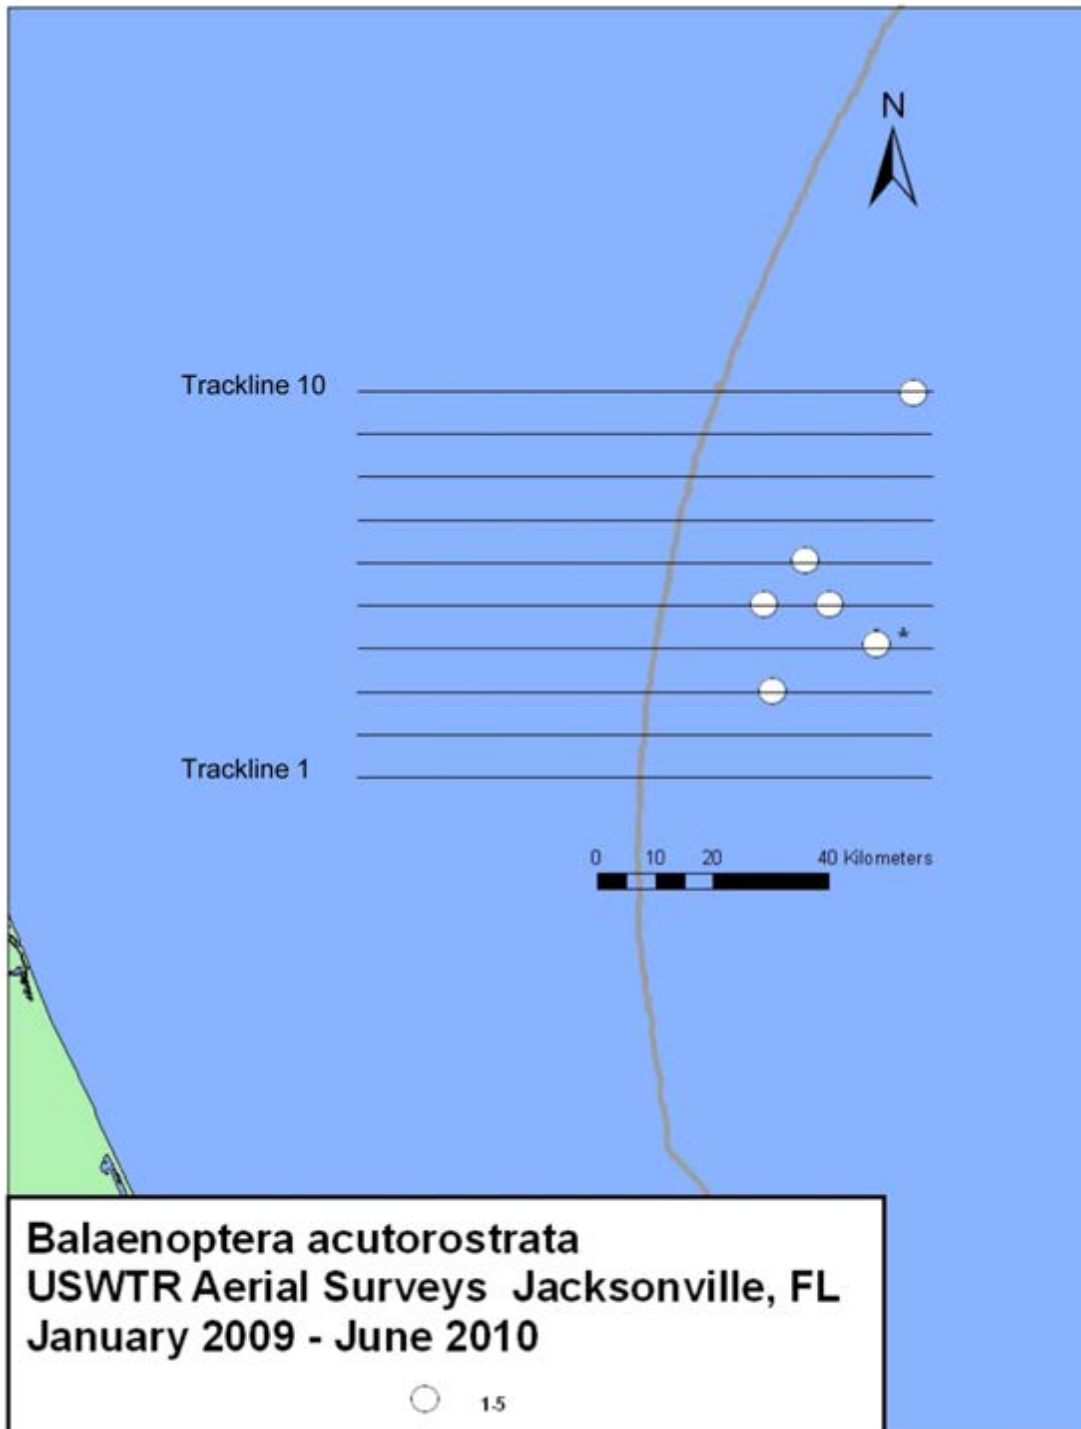 N
Trackline 10
*
Trackline 1
0 10 20 40 Kilometers
Balaenoptera acutorostrata
USWTR Aerial Surveys Jacksonville, FL
January 2009 - June 2010
1-5